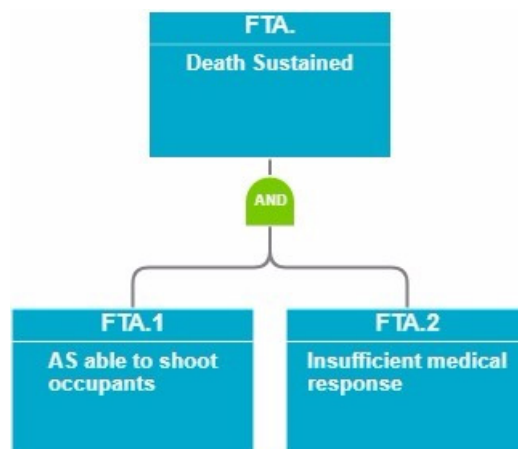 FTA.
Death Sustained
AND
FTA.1
AS able to shoot
occupants
FTA.2
Insufficient medical
response